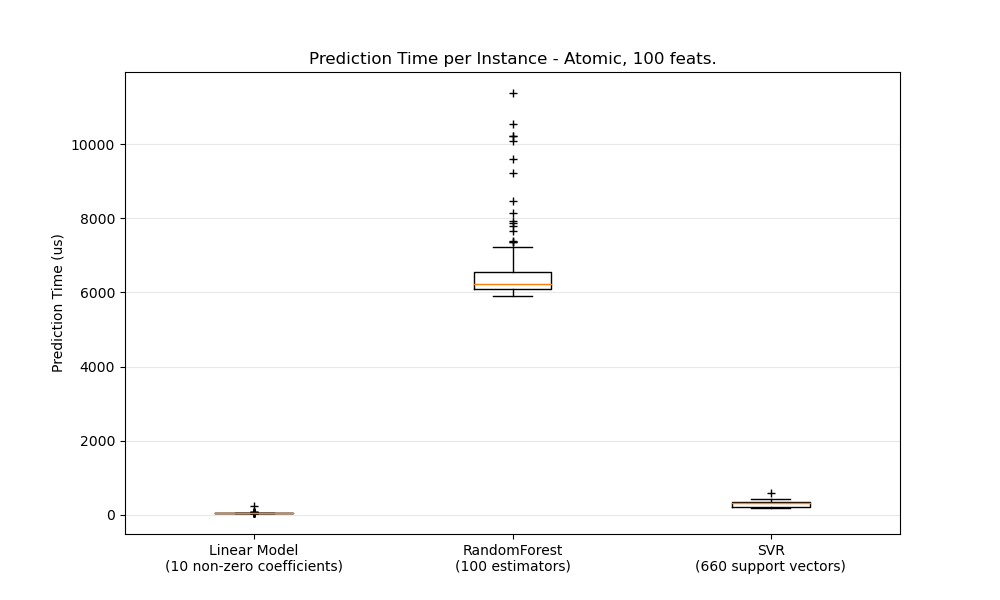 Prediction Time per Instance - Atomic, 100 feats.
Prediction Time (us)
10000
8000
6000
4000
2000
0
Linear Model
(10 non-zero coefficients)
RandomForest
(100 estimators)
SVR
(660 support vectors)